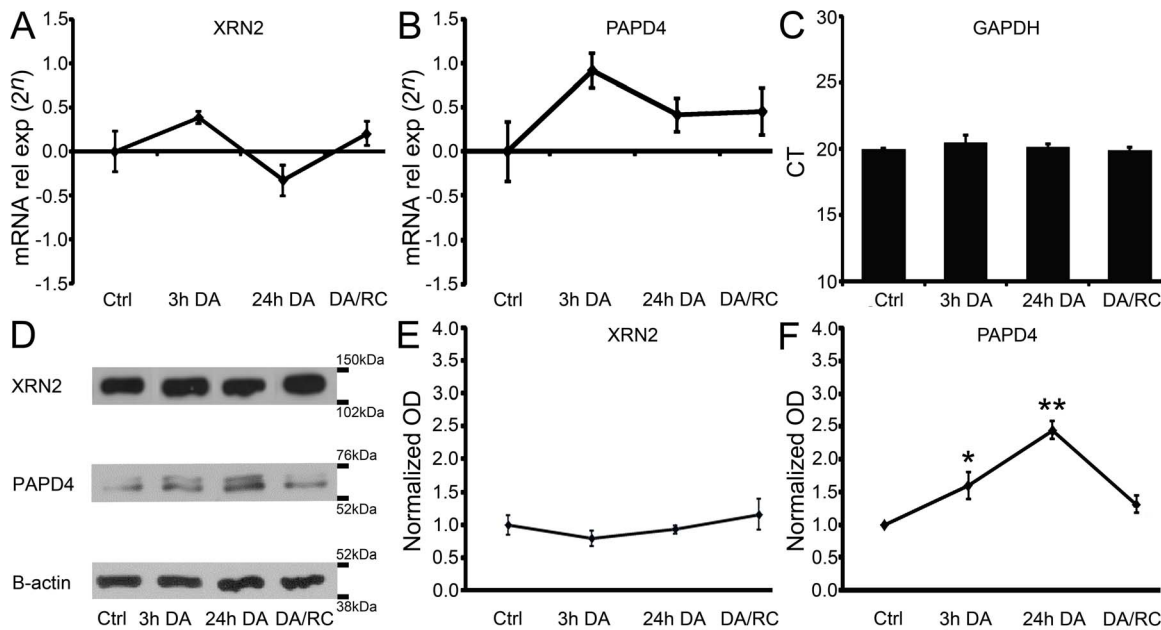 A
XRN2
mRNA rel exp (2ⁿ)
1.5
1.0
0.5
0.0
-0.5
-1.0
-1.5
Ctrl 3h DA 24h DA DA/RC
B
PAPD4
mRNA rel exp (2ⁿ)
1.5
1.0
0.5
0.0
-0.5
-1.0
-1.5
Ctrl 3h DA 24h DA DA/RC
C
GAPDH
CT
30
25
20
15
10
Ctrl 3h DA 24h DA DA/RC
D
XRN2
150kDa
102kDa
PAPD4
76kDa
52kDa
B-actin
52kDa
38kDa
Ctrl 3h DA 24h DA DA/RC
E
XRN2
Normalized OD
4.0
3.5
3.0
2.5
2.0
1.5
1.0
0.5
0.0
Ctrl 3h DA 24h DA DA/RC
F
PAPD4
Normalized OD
4.0
3.5
3.0
2.5
2.0
1.5
1.0
0.5
0.0
*
**
Ctrl 3h DA 24h DA DA/RC